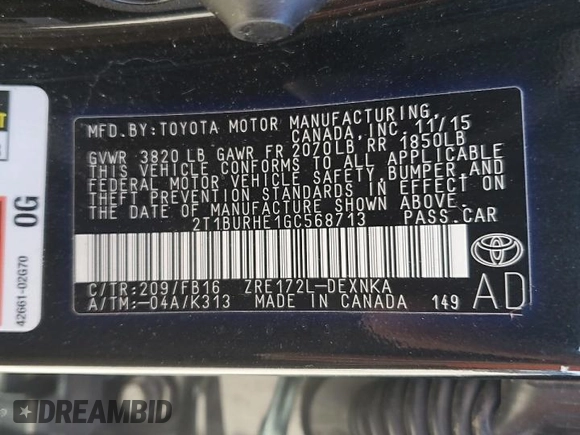 MFD.BY:TOYOTA MOTOR MANUFACTURING,
CANADA,INC. 11/15
GVWR 3820 LB GAWR FR 2070LB RR 1850LB
THIS VEHICLE CONFORMS TO ALL APPLICABLE
FEDERAL MOTOR VEHICLE SAFETY, BUMPER,AND
THEFT PREVENTION STANDARDS IN EFFECT ON
THE DATE OF MANUFACTURE SHOWN ABOVE.
2T1BURHE1GC568713 PASS.CAR
C/TR:209/FB16 ZRE172L-DEXNKA
A/TM:-04A/K313 MADE IN CANADA 149 AD
0G
42661-02G70
DREAMBID